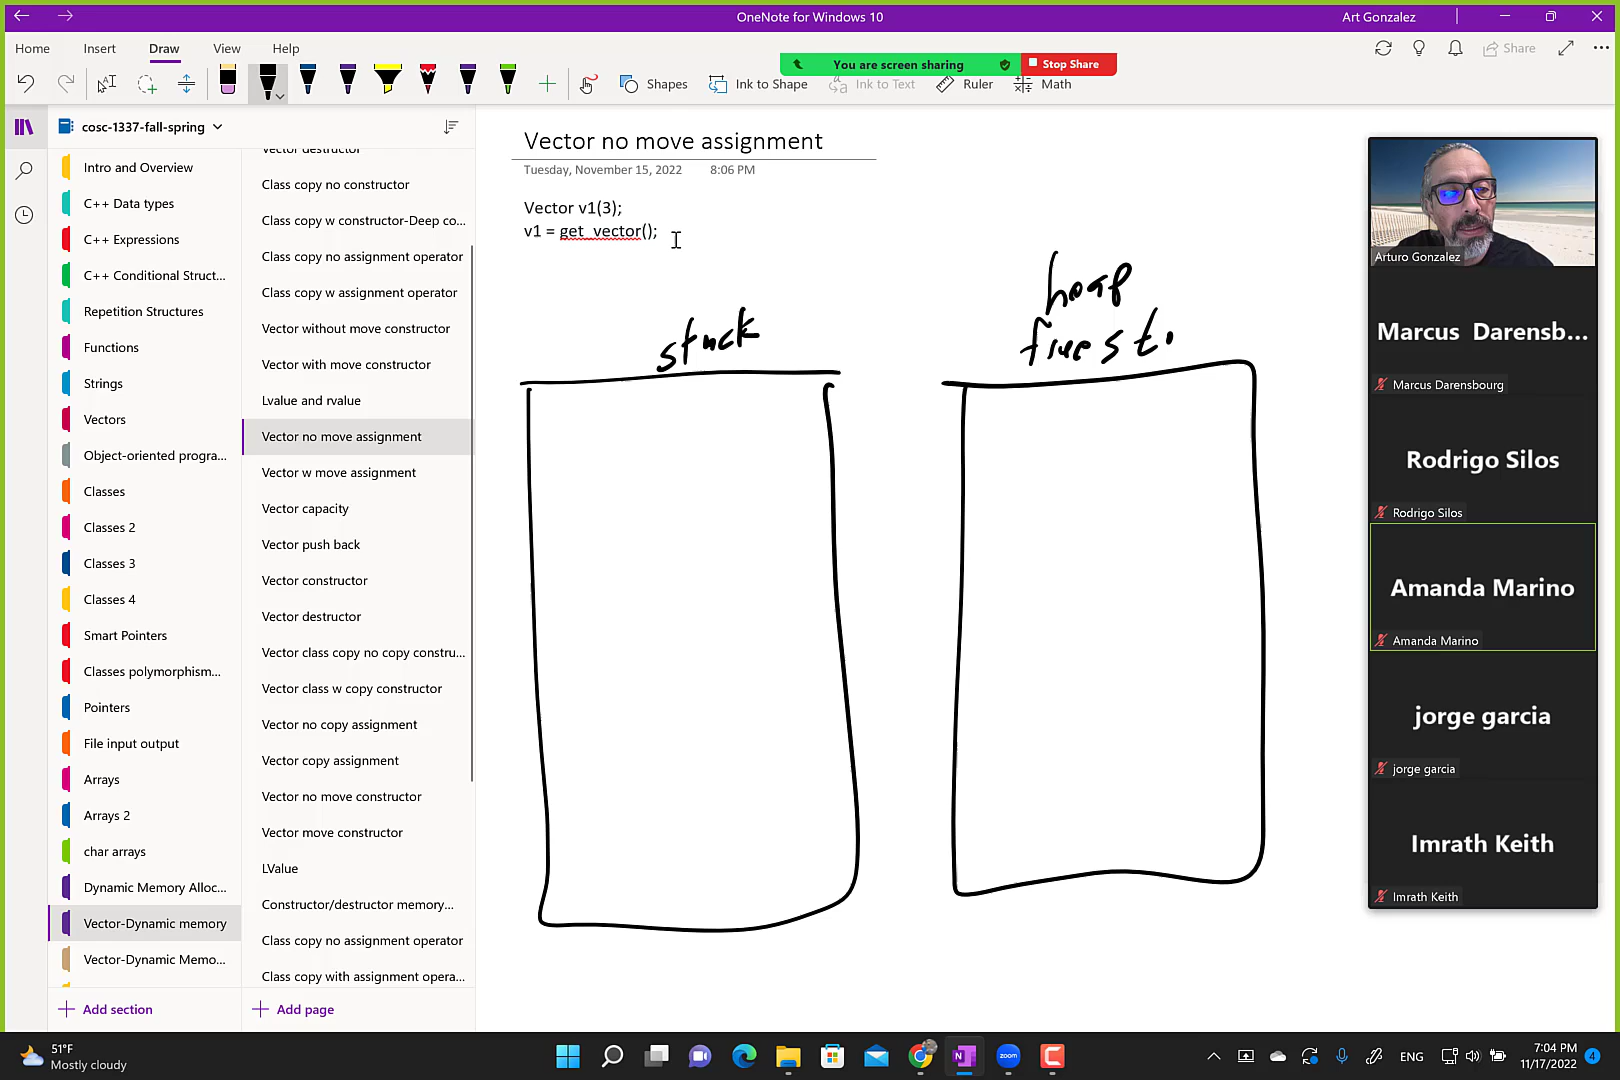 OneNote for Windows 10
Art Gonzalez
Home Insert Draw View Help
Share
You are screen sharing
Stop Share
Shapes Ink to Shape Ink to Text Ruler Math
cosc-1337-fall-spring
Intro and Overview
C++ Data types
C++ Expressions
C++ Conditional Struct...
Repetition Structures
Functions
Strings
Vectors
Object-oriented progra...
Classes
Classes 2
Classes 3
Classes 4
Smart Pointers
Classes polymorphism...
Pointers
File input output
Arrays
Arrays 2
char arrays
Dynamic Memory Alloc...
Vector-Dynamic memory
Vector-Dynamic Memo...
Add section
Vector destructor
Class copy no constructor
Class copy w constructor-Deep co...
Class copy no assignment operator
Class copy w assignment operator
Vector without move constructor
Vector with move constructor
Lvalue and rvalue
Vector no move assignment
Vector w move assignment
Vector capacity
Vector push back
Vector constructor
Vector destructor
Vector class copy no copy constru...
Vector class w copy constructor
Vector no copy assignment
Vector copy assignment
Vector no move constructor
Vector move constructor
LValue
Constructor/destructor memory...
Class copy no assignment operator
Class copy with assignment opera...
Add page
Vector no move assignment
Tuesday, November 15, 2022 8:06 PM
Vector v1(3);
v1 = get_vector();
stack
heap
free st.
Arturo Gonzalez
Marcus Darensb...
Marcus Darensbourg
Rodrigo Silos
Rodrigo Silos
Amanda Marino
Amanda Marino
jorge garcia
jorge garcia
Imrath Keith
Imrath Keith
51°F
Mostly cloudy
zoom
ENG
7:04 PM
11/17/2022
4